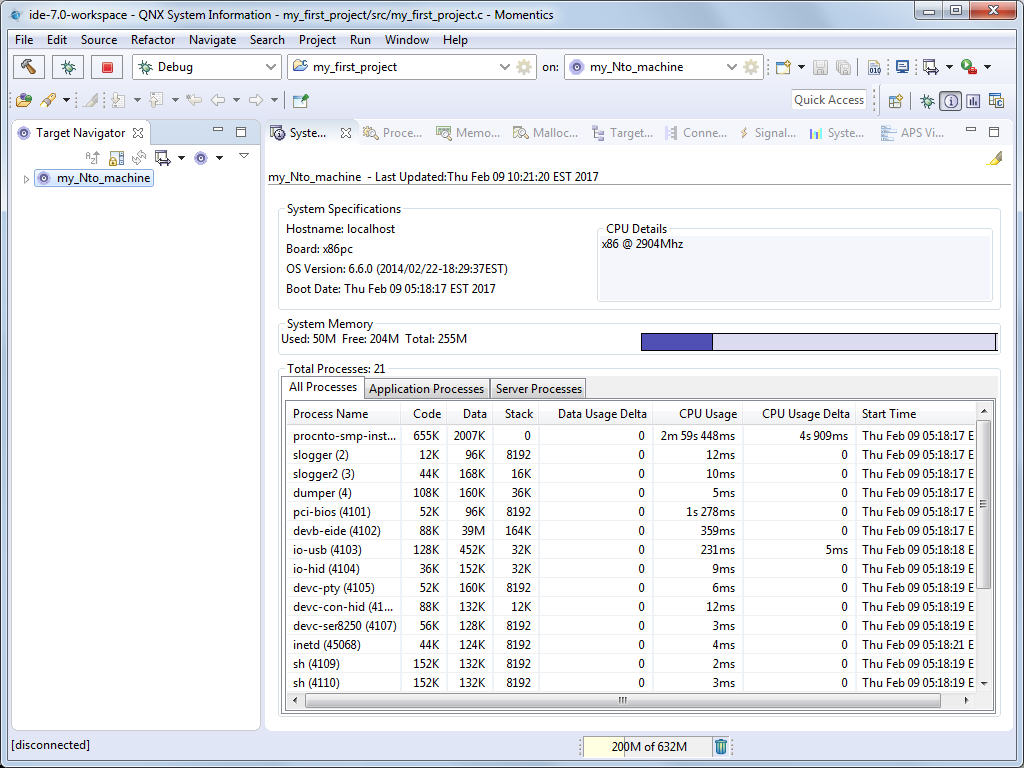 ide-7.0-workspace - QNX System Information - my_first_project/src/my_first_project.c - Momentics
File Edit Source Refactor Navigate Search Project Run Window Help
Debug my_first_project on: my_Nto_machine
010
Quick Access
Target Navigator
Syste... Proce... Memo... Malloc... Target... Conne... Signal... Syste... APS Vi...
my_Nto_machine
my_Nto_machine - Last Updated:Thu Feb 09 10:21:20 EST 2017
System Specifications
Hostname: localhost
Board: x86pc
OS Version: 6.6.0 (2014/02/22-18:29:37EST)
Boot Date: Thu Feb 09 05:18:17 EST 2017
CPU Details
x86 @ 2904Mhz
System Memory
Used: 50M Free: 204M Total: 255M
Total Processes: 21
All Processes Application Processes Server Processes
Process Name Code Data Stack Data Usage Delta CPU Usage CPU Usage Delta Start Time
procnto-smp-inst... 655K 2007K 0 0 2m 59s 448ms 4s 909ms Thu Feb 09 05:18:17 E
slogger (2) 12K 96K 8192 0 12ms 0 Thu Feb 09 05:18:17 E
slogger2 (3) 44K 168K 16K 0 10ms 0 Thu Feb 09 05:18:17 E
dumper (4) 108K 160K 36K 0 5ms 0 Thu Feb 09 05:18:17 E
pci-bios (4101) 52K 96K 8192 0 1s 278ms 0 Thu Feb 09 05:18:17 E
devb-eide (4102) 88K 39M 164K 0 359ms 0 Thu Feb 09 05:18:17 E
io-usb (4103) 128K 452K 32K 0 231ms 5ms Thu Feb 09 05:18:18 E
io-hid (4104) 36K 152K 32K 0 9ms 0 Thu Feb 09 05:18:19 E
devc-pty (4105) 52K 160K 8192 0 6ms 0 Thu Feb 09 05:18:19 E
devc-con-hid (41... 88K 132K 12K 0 12ms 0 Thu Feb 09 05:18:19 E
devc-ser8250 (4107) 56K 128K 8192 0 3ms 0 Thu Feb 09 05:18:19 E
inetd (45068) 44K 124K 8192 0 4ms 0 Thu Feb 09 05:18:21 E
sh (4109) 152K 132K 8192 0 2ms 0 Thu Feb 09 05:18:19 E
sh (4110) 152K 132K 8192 0 3ms 0 Thu Feb 09 05:18:19 E
[disconnected]
200M of 632M